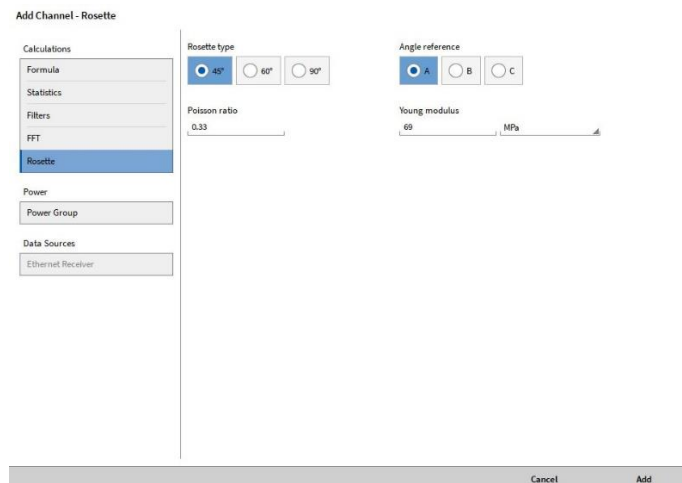 Add Channel - Rosette
Calculations
Formula
Statistics
Filters
FFT
Rosette
Power
Power Group
Data Sources
Ethernet Receiver
Rosette type
45° 60° 90°
Angle reference
A B C
Poisson ratio
0.33
Young modulus
69 MPa
Cancel Add